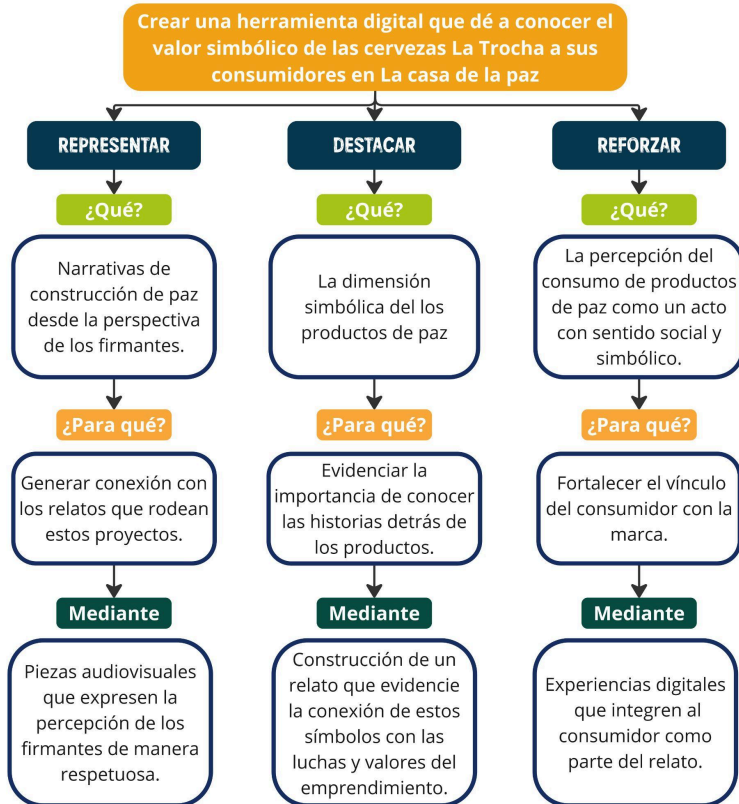 Crear una herramienta digital que dé a conocer el
valor simbólico de las cervezas La Trocha a sus
consumidores en La casa de la paz
REPRESENTAR
¿Qué?
Narrativas de
construcción de paz
desde la perspectiva
de los firmantes.
¿Para qué?
Generar conexión con
los relatos que rodean
estos proyectos.
Mediante
Piezas audiovisuales
que expresen la
percepción de los
firmantes de manera
respetuosa.
DESTACAR
¿Qué?
La dimensión
simbólica del los
productos de paz
¿Para qué?
Evidenciar la
importancia de conocer
las historias detrás de
los productos.
Mediante
Construcción de un
relato que evidencie
la conexión de estos
símbolos con las
luchas y valores del
emprendimiento.
REFORZAR
¿Qué?
La percepción del
consumo de productos
de paz como un acto
con sentido social y
simbólico.
¿Para qué?
Fortalecer el vínculo
del consumidor con la
marca.
Mediante
Experiencias digitales
que integren al
consumidor como
parte del relato.